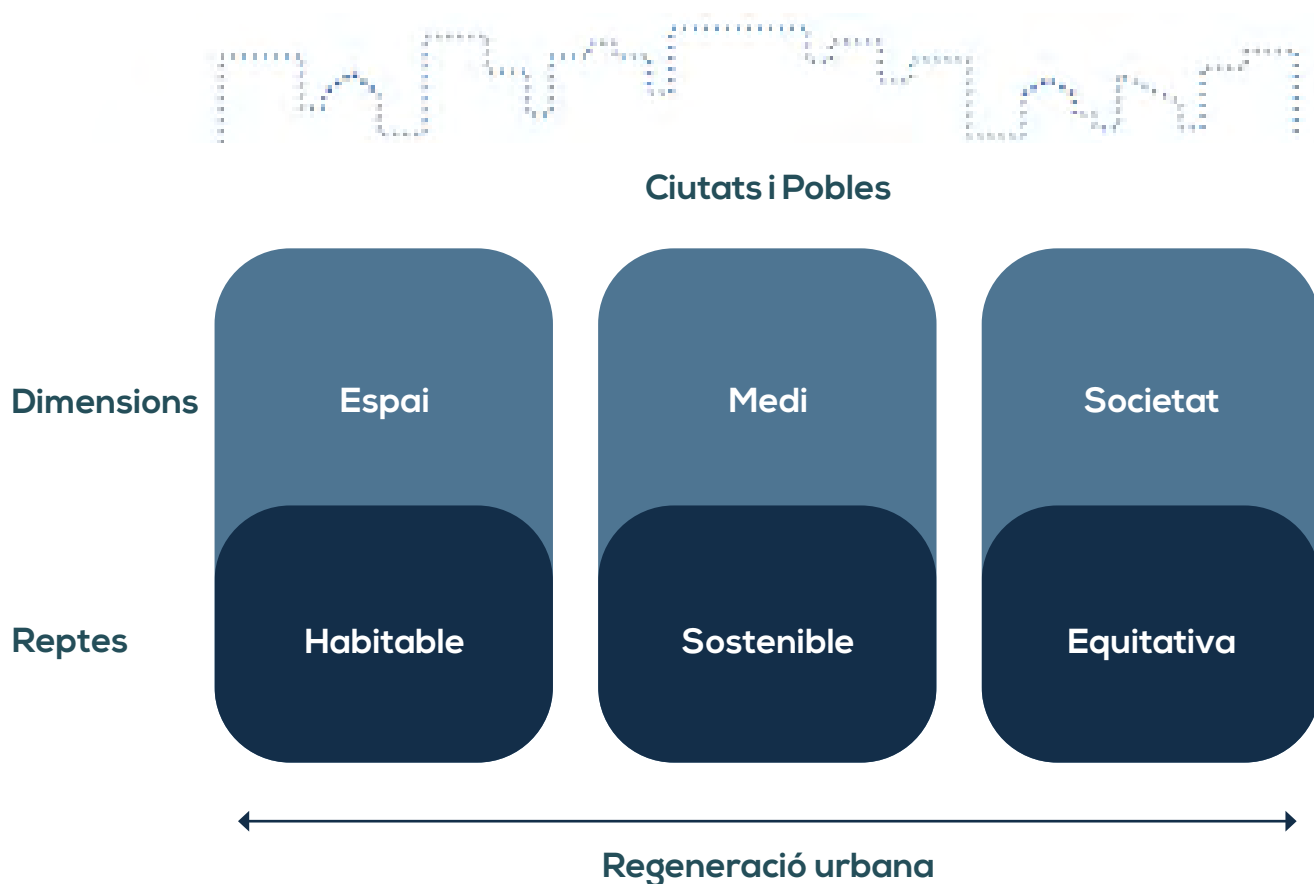 Ciutats i Pobles
Dimensions
Espai
Medi
Societat
Reptes
Habitable
Sostenible
Equitativa
Regeneració urbana